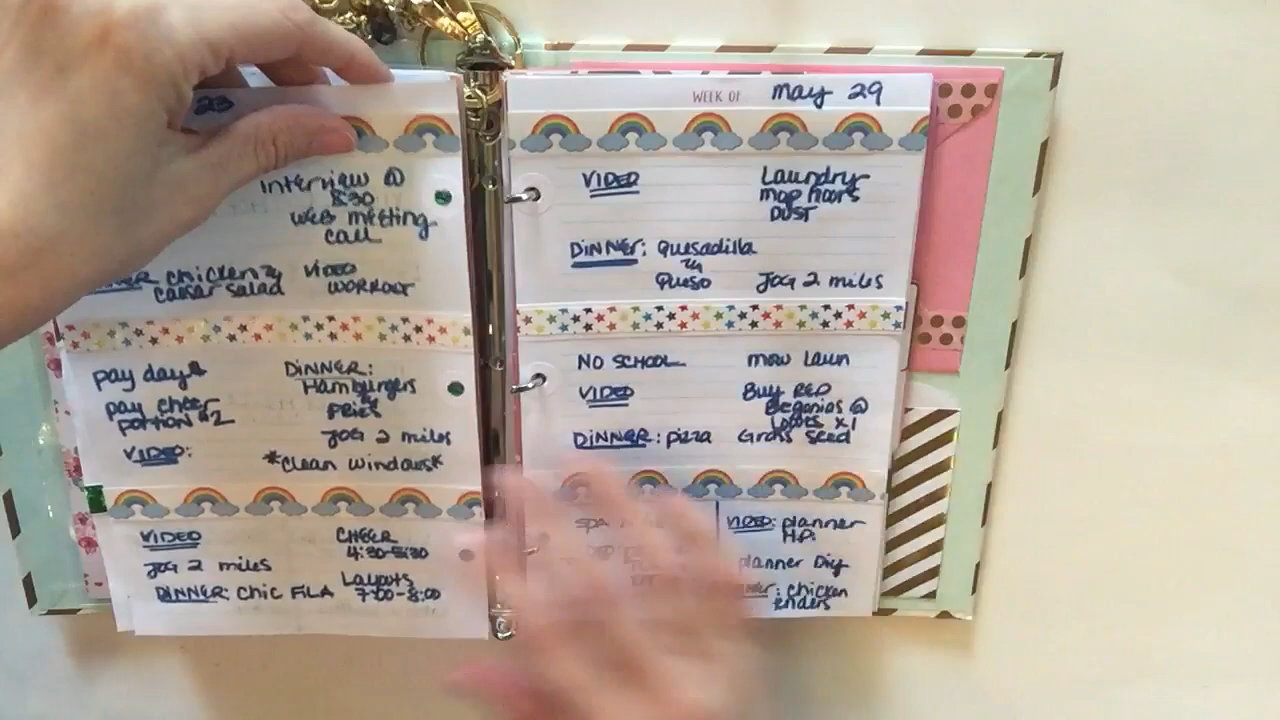 23
Interview @
8:30
WEB MEETING
CALL
DINNER CHICKEN
Caesar salad
VIDEO
WORKOUT
pay day
pay cheer
portion #2
VIDEO:
DINNER:
Hamburgers
Fries
JOG 2 miles
*Clean windows*
VIDEO
JOG 2 miles
DINNER: CHIC FILA
CHEER
4:30-5:30
Layouts
7:00-8:00
WEEK OF
May 29
VIDEO
Laundry
mop floors
DUST
DINNER: Quesadilla
Queso
JOG 2 miles
NO SCHOOL
VIDEO
DINNER: pizza
mow lawn
Buy RED
Begonias @
Lowes x1
Grass seed
SPA
VIDEO: planner
H.P.
planner Diy
chicken
tenders